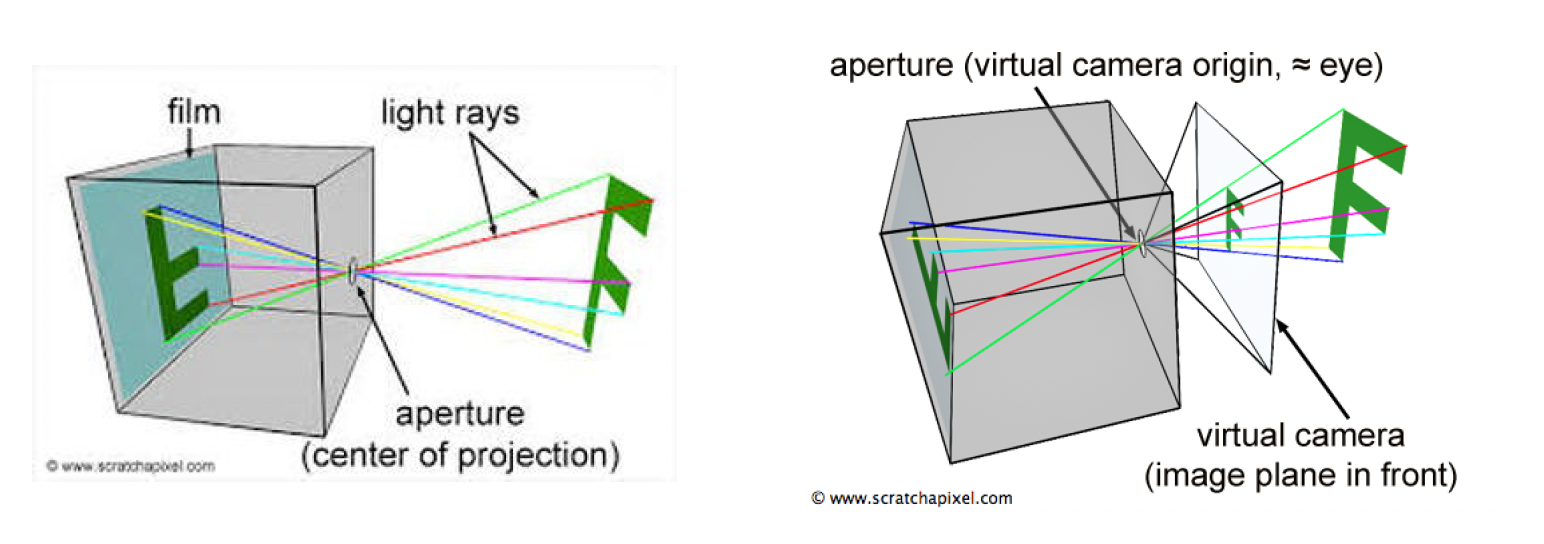 film
light rays
aperture
(center of projection)
© www.scratchapixel.com
aperture (virtual camera origin, ≈ eye)
virtual camera
(image plane in front)
© www.scratchapixel.com